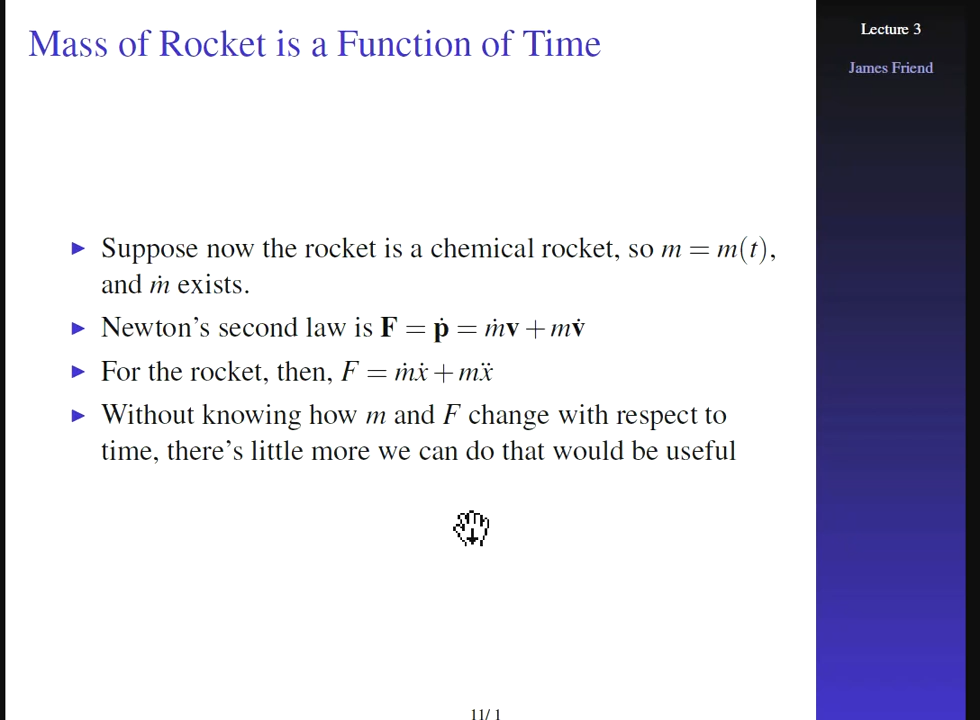 Mass of Rocket is a Function of Time
Lecture 3
James Friend
▶ Suppose now the rocket is a chemical rocket, so m = m(t),
and ṁ exists.
▶ Newton's second law is F = ṗ = ṁv + mv̇
▶ For the rocket, then, F = ṁẋ + mẍ
▶ Without knowing how m and F change with respect to
time, there's little more we can do that would be useful
11/ 1